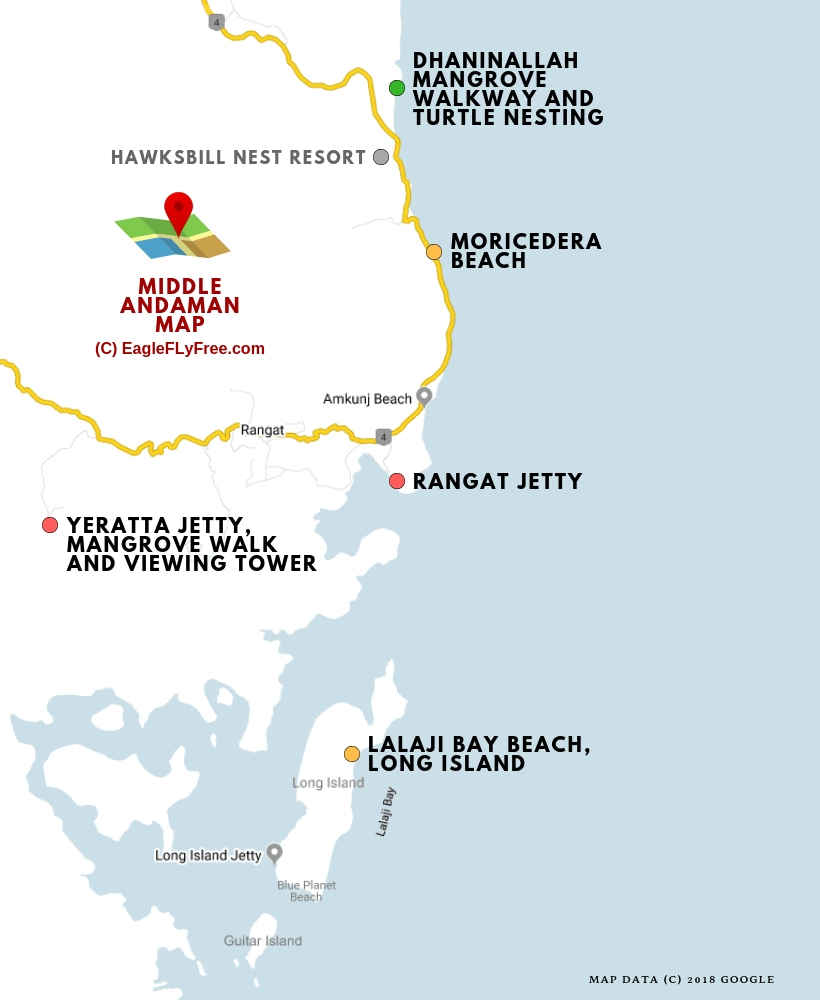 4
DHANINALLAH
MANGROVE
WALKWAY AND
TURTLE NESTING
HAWKSBILL NEST RESORT
MORICEDERA
BEACH
MIDDLE
ANDAMAN
MAP
(C) EagleFLyFree.com
Amkunj Beach
Rangat
4
RANGAT JETTY
YERATTA JETTY,
MANGROVE WALK
AND VIEWING TOWER
LALAJI BAY BEACH,
LONG ISLAND
Long Island
Lalaji Bay
Long Island Jetty
Blue Planet
Beach
Guitar Island
MAP DATA (C) 2018 GOOGLE